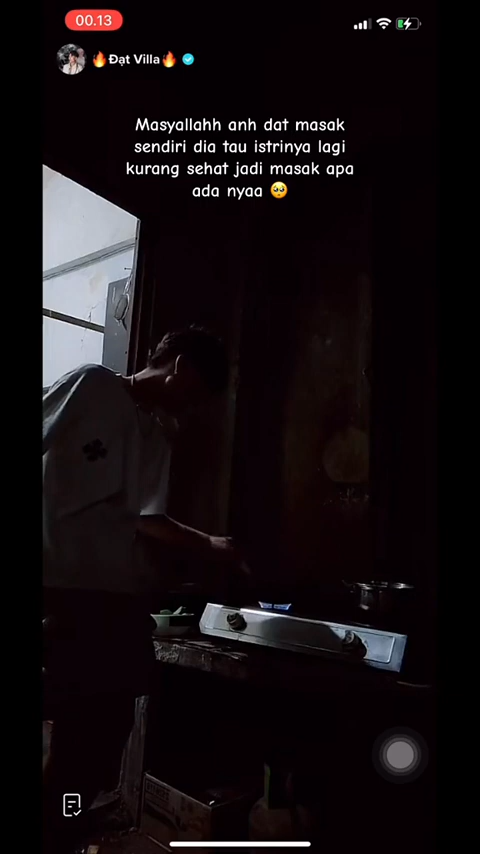 00.13
🔥Đạt Villa🔥
Masyallahh anh dat masak
sendiri dia tau istrinya lagi
kurang sehat jadi masak apa
ada nyaa 🥺